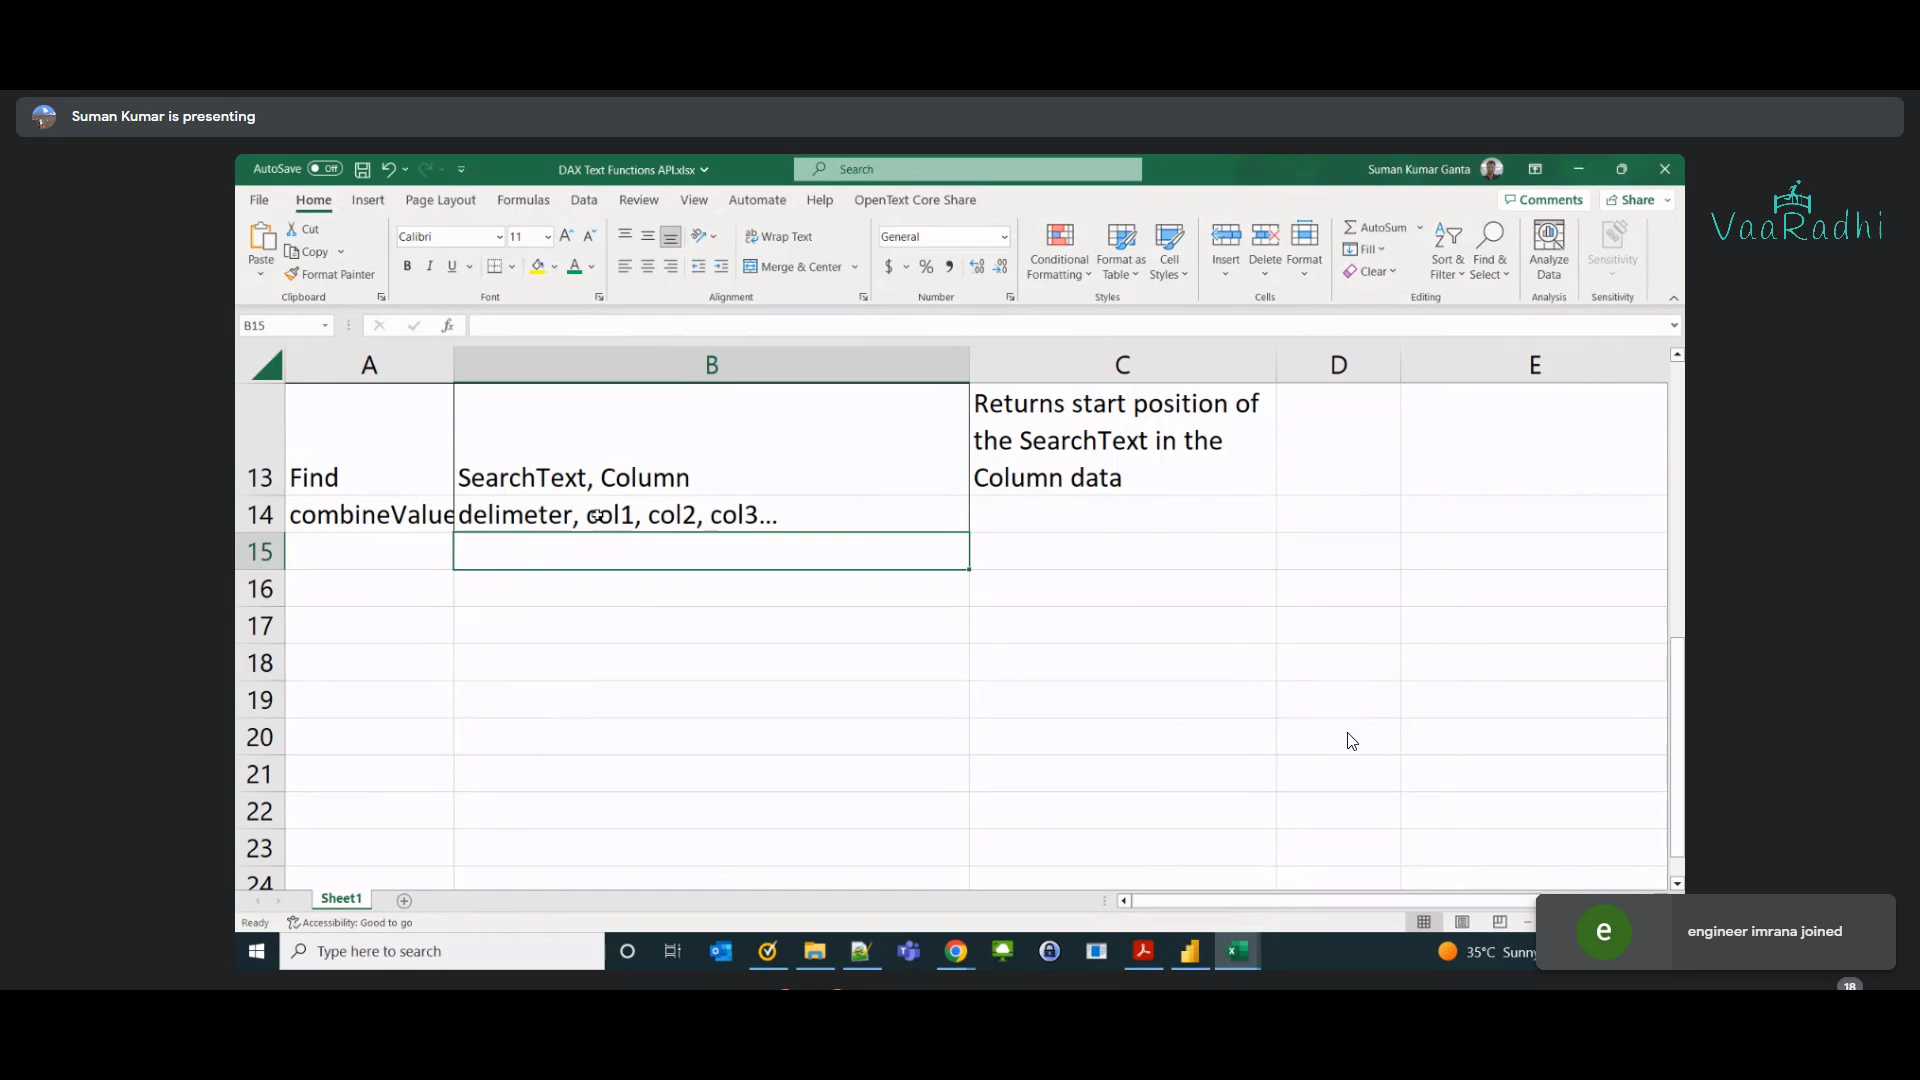 Suman Kumar is presenting
AutoSave Off
DAX Text Functions API.xlsx
Search
Suman Kumar Ganta
File Home Insert Page Layout Formulas Data Review View Automate Help OpenText Core Share
Comments Share
VaaRadhi
Paste
Cut
Copy
Format Painter
Clipboard
Calibri 11
B I U A
Font
Wrap Text
Merge & Center
Alignment
General
$ %
Number
Conditional Formatting
Format as Table
Cell Styles
Styles
Insert Delete Format
Cells
AutoSum
Fill
Clear
Sort & Filter
Find & Select
Editing
Analyze Data
Analysis
Sensitivity
Sensitivity
B15 fx
A B C D E
Returns start position of
the SearchText in the
13 Find SearchText, Column Column data
14 combineValue delimeter, col1, col2, col3...
15
16
17
18
19
20
21
22
23
24
Sheet1
Ready Accessibility: Good to go
Type here to search
35°C Sunny
e engineer imrana joined
18